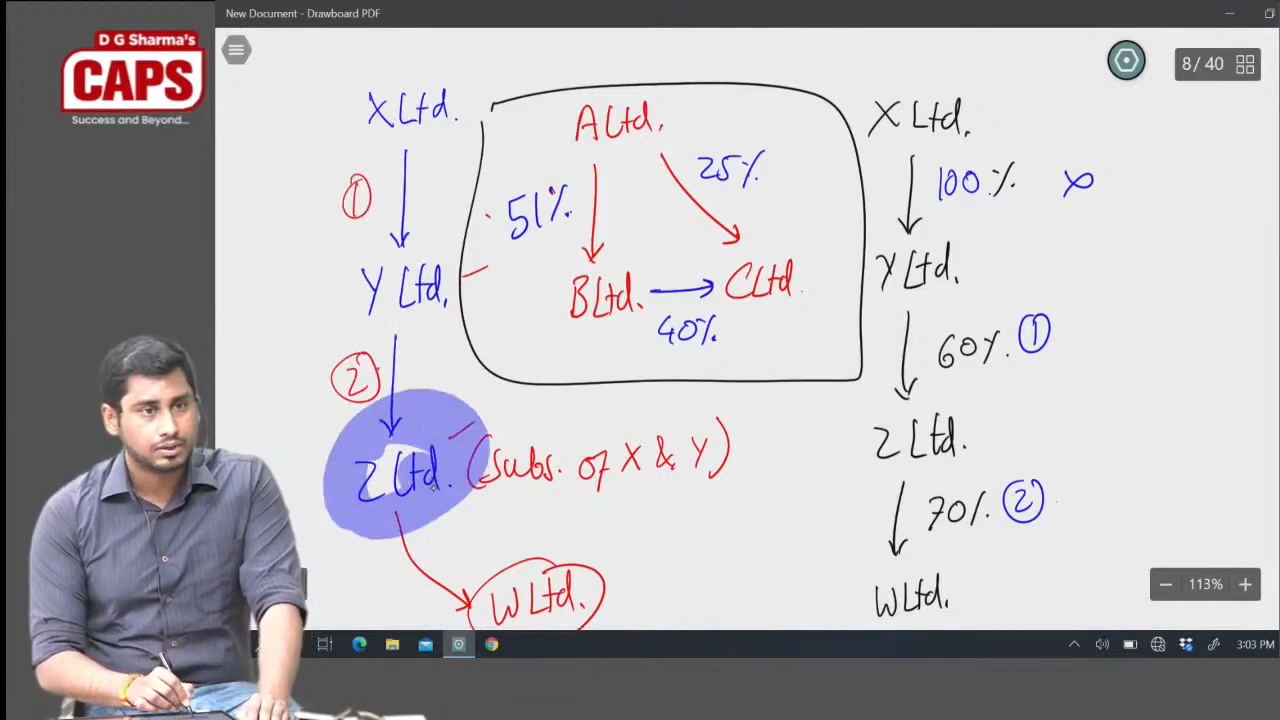 New Document - Drawboard PDF
D G Sharma's
CAPS
Success and Beyond...
8 / 40
X Ltd.
①
Y Ltd.
②
Z Ltd. (Subs. of X & Y)
W Ltd.
A Ltd.
51%
25%
B Ltd.
C Ltd.
40%
X Ltd.
100%
Y Ltd.
60%. ①
Z Ltd.
70%. ②
W Ltd.
113%
3:03 PM